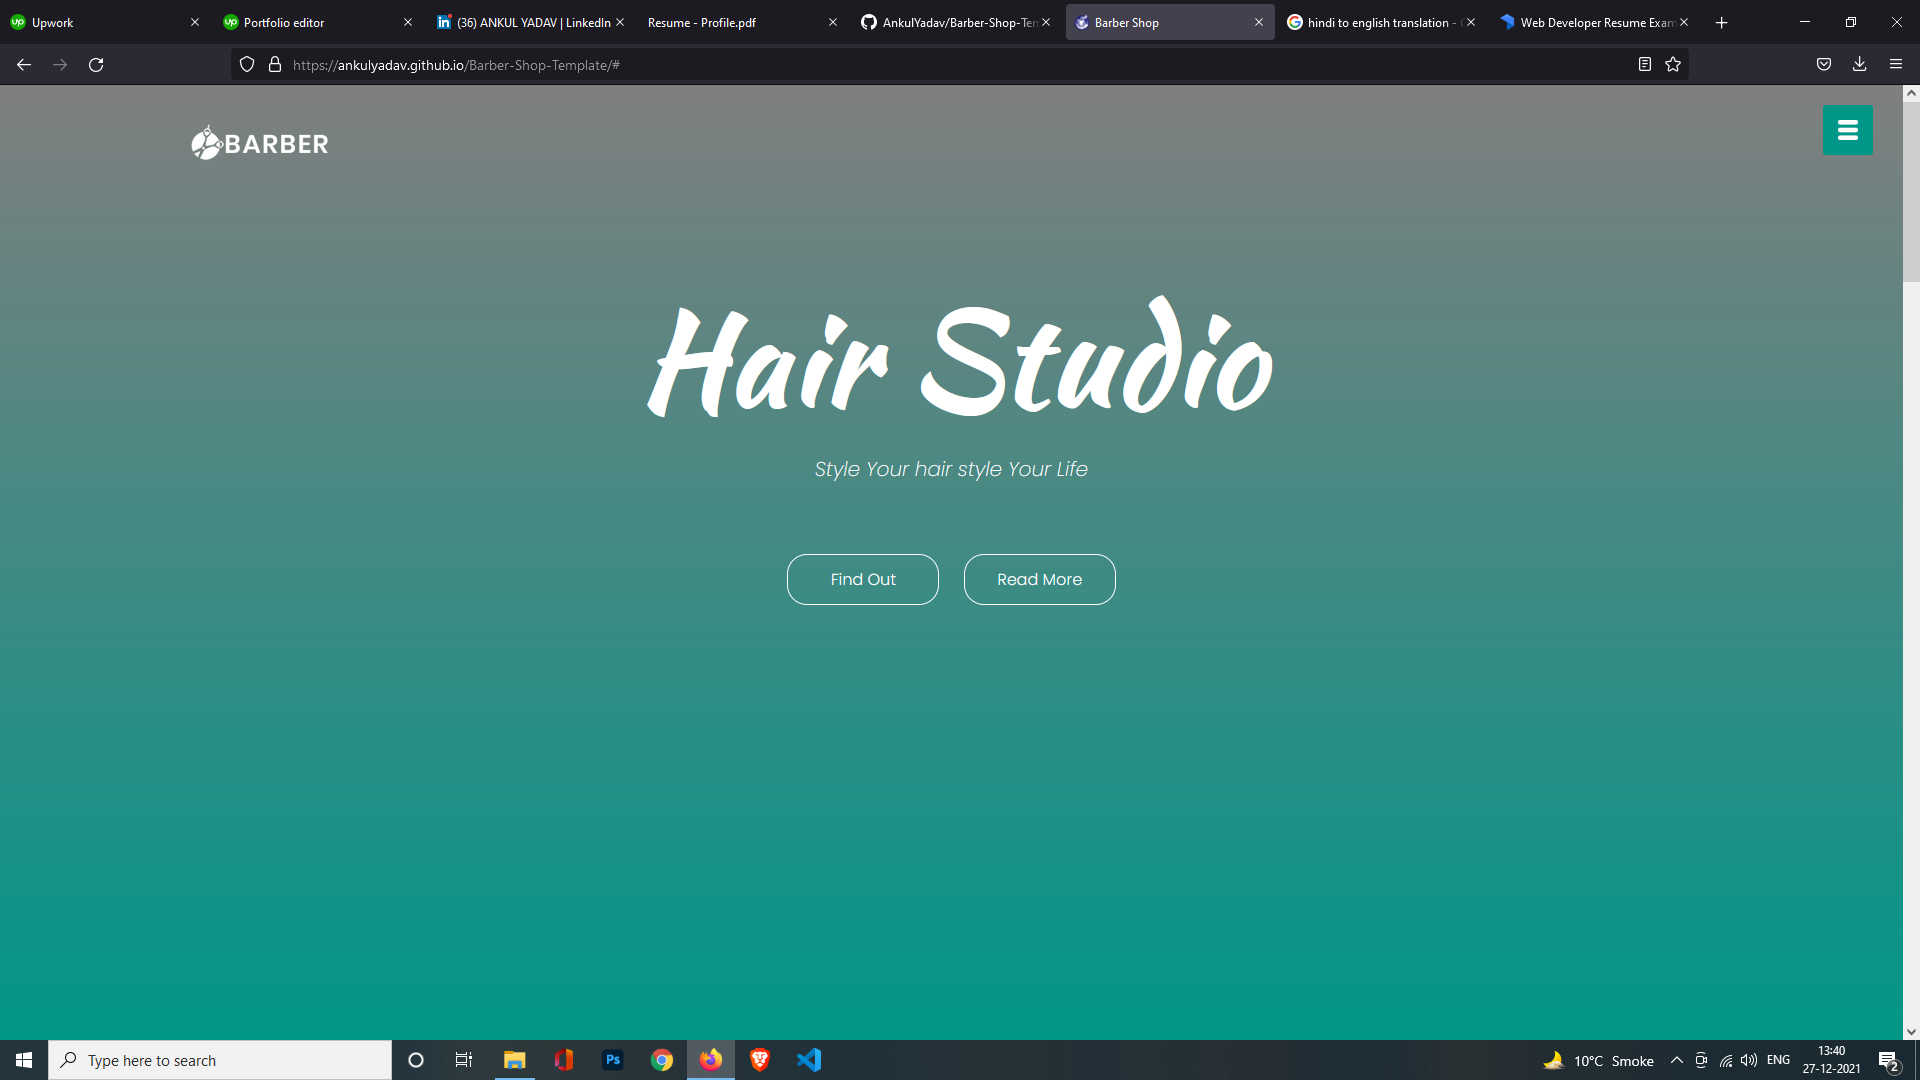 Upwork
Portfolio editor
(36) ANKUL YADAV | LinkedIn
Resume - Profile.pdf
AnkulYadav/Barber-Shop-Tem
Barber Shop
hindi to english translation -
Web Developer Resume Exam
https://ankulyadav.github.io/Barber-Shop-Template/#
BARBER
Hair Studio
Style Your hair style Your Life
Find Out
Read More
Type here to search
Ps
10°C Smoke
ENG
13:40
27-12-2021
2